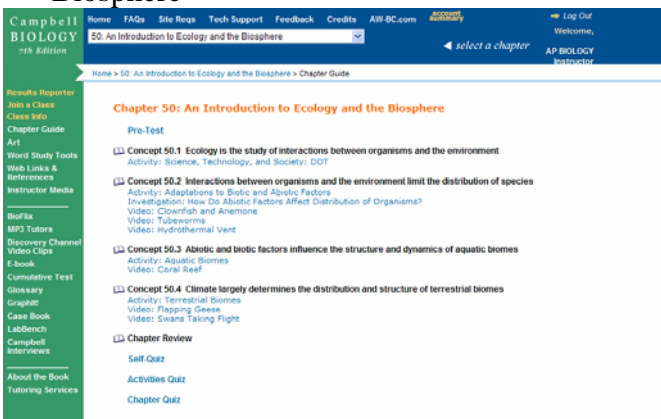 Biosphere
Campbell
BIOLOGY
7th Edition
Home FAQs Site Reqs Tech Support Feedback Credits AW-BC.com account summary
Log Out
50: An Introduction to Ecology and the Biosphere
Welcome,
select a chapter
AP BIOLOGY
Instructor
Home > 50: An Introduction to Ecology and the Biosphere > Chapter Guide
Results Reporter
Join a Class
Class Info
Chapter Guide
Art
Word Study Tools
Web Links &
References
Instructor Media
BioFlix
MP3 Tutors
Discovery Channel
Video Clips
E-book
Cumulative Test
Glossary
GraphIt!
Case Book
LabBench
Campbell
Interviews
About the Book
Tutoring Services
Chapter 50: An Introduction to Ecology and the Biosphere
Pre-Test
Concept 50.1 Ecology is the study of interactions between organisms and the environment
Activity: Science, Technology, and Society: DDT
Concept 50.2 Interactions between organisms and the environment limit the distribution of species
Activity: Adaptations to Biotic and Abiotic Factors
Investigation: How Do Abiotic Factors Affect Distribution of Organisms?
Video: Clownfish and Anemone
Video: Tubeworms
Video: Hydrothermal Vent
Concept 50.3 Abiotic and biotic factors influence the structure and dynamics of aquatic biomes
Activity: Aquatic Biomes
Video: Coral Reef
Concept 50.4 Climate largely determines the distribution and structure of terrestrial biomes
Activity: Terrestrial Biomes
Video: Flapping Geese
Video: Swans Taking Flight
Chapter Review
Self-Quiz
Activities Quiz
Chapter Quiz